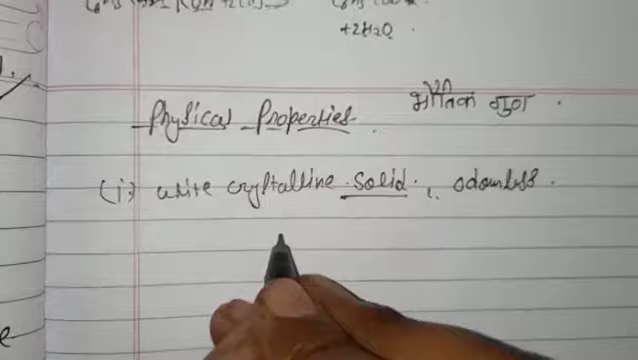 +2H₂O.
Physical Properties. भौतिक गुण.
(i) white crystalline solid, odourless.
e